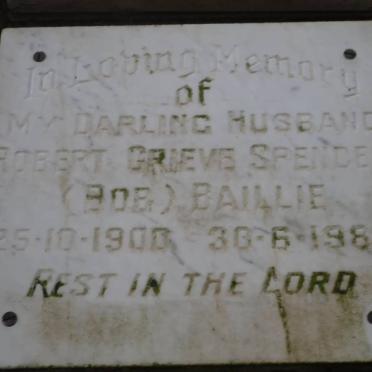 In Loving Memory
of
MY DARLING HUSBAND
ROBERT GRIEVE SPENCE
(BOB) BAILLIE
25-10-1900 30-6-198
REST IN THE LORD